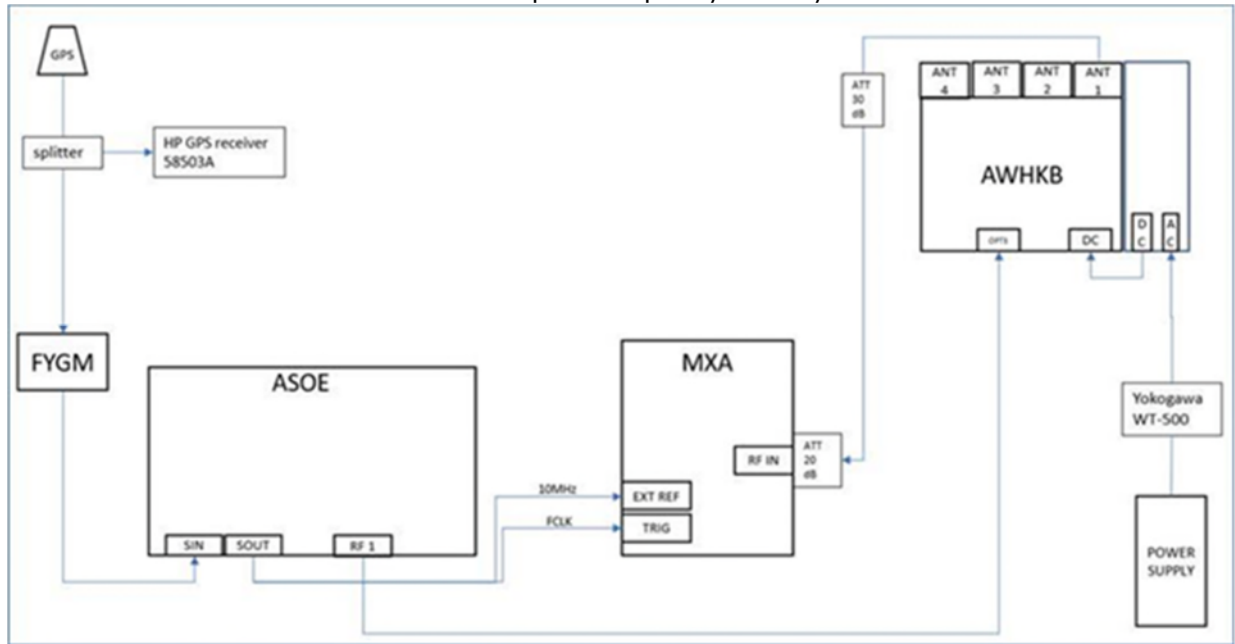 GPS
splitter
HP GPS receiver
58503A
FYGM
ASOE
SIN
SOUT
RF 1
10MHz
FCLK
MXA
RF IN
EXT REF
TRIG
ATT
20
dB
ATT
30
dB
ANT
4
ANT
3
ANT
2
ANT
1
AWHKB
DC
D
C
A
C
Yokogawa
WT-500
POWER
SUPPLY